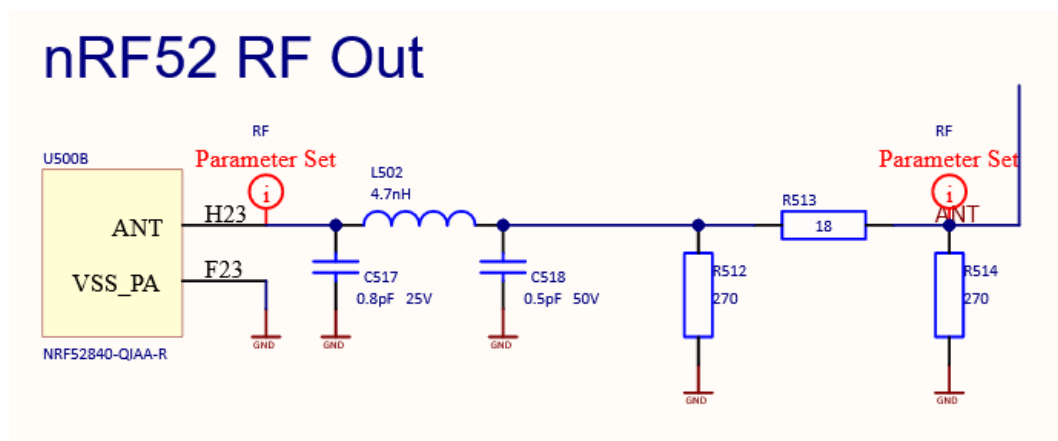 nRF52 RF Out
RF
Parameter Set
i
U500B
ANT
H23
VSS_PA
F23
NRF52840-QIAA-R
GND
L502
4.7nH
C517
0.8pF 25V
GND
C518
0.5pF 50V
GND
R512
270
GND
R513
18
RF
Parameter Set
i
ANT
R514
270
GND